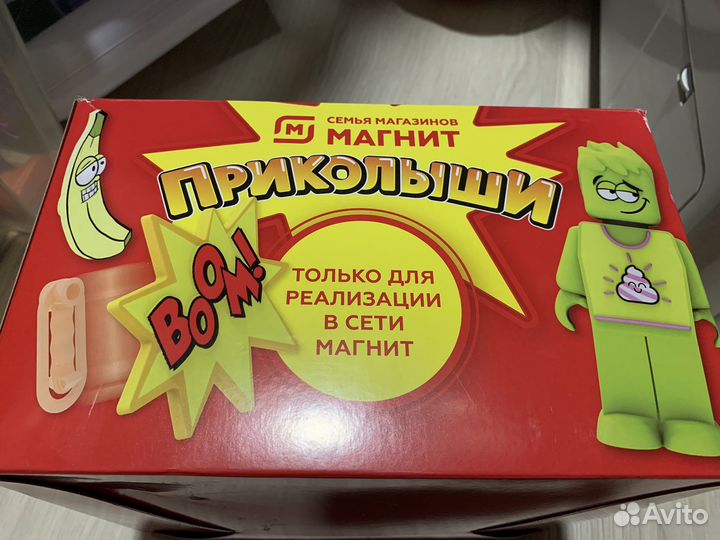 СЕМЬЯ МАГАЗИНОВ
МАГНИТ
ПРИКОЛЫШИ
BOOM!
ТОЛЬКО ДЛЯ
РЕАЛИЗАЦИИ
В СЕТИ
МАГНИТ
Avito